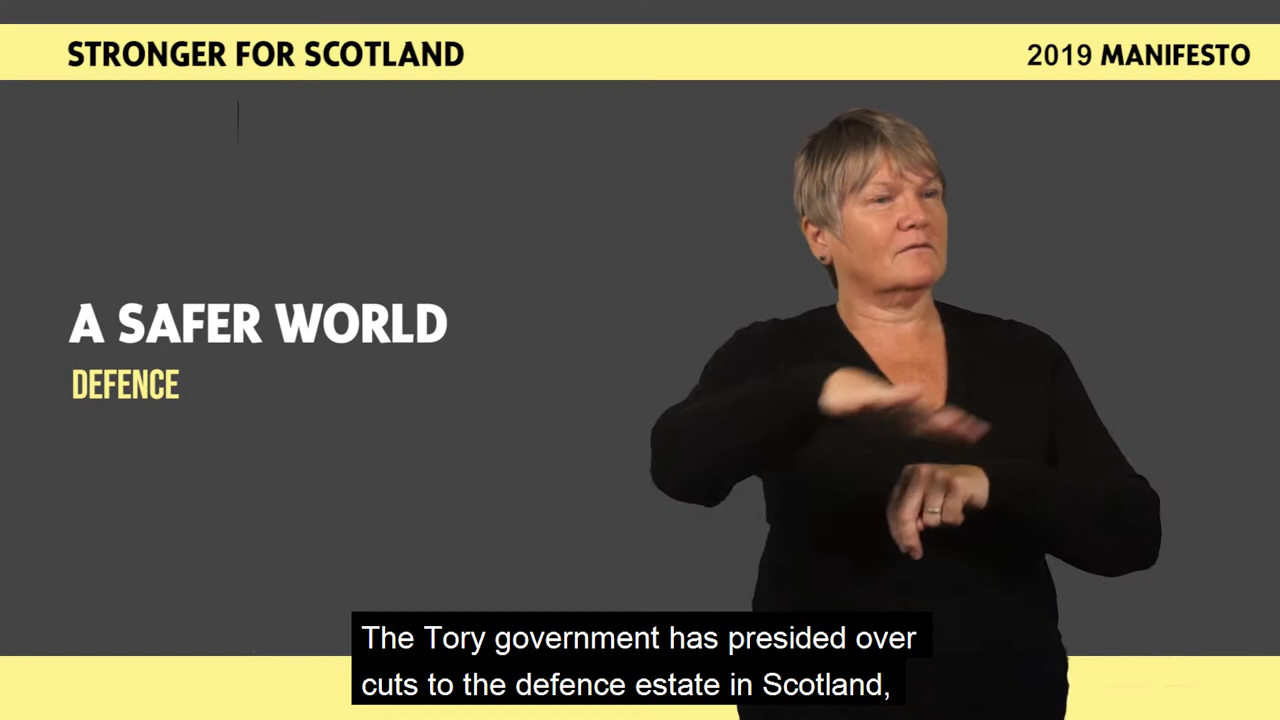 STRONGER FOR SCOTLAND
2019 MANIFESTO
A SAFER WORLD
DEFENCE
The Tory government has presided over
cuts to the defence estate in Scotland,